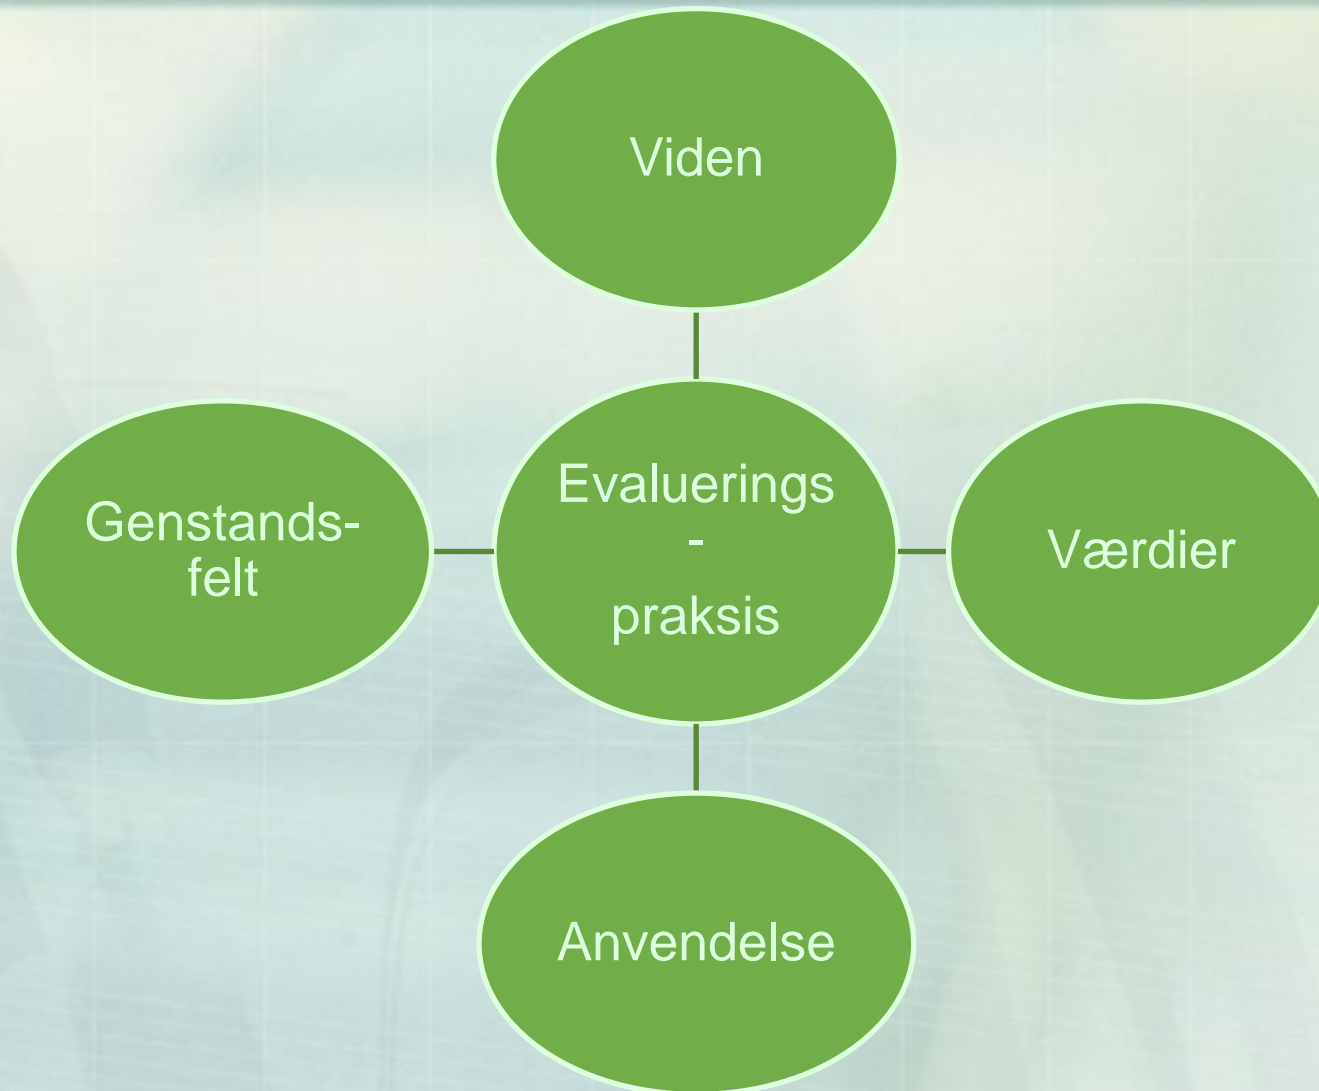 Viden
Genstands-
felt
Evaluerings
-
praksis
Værdier
Anvendelse